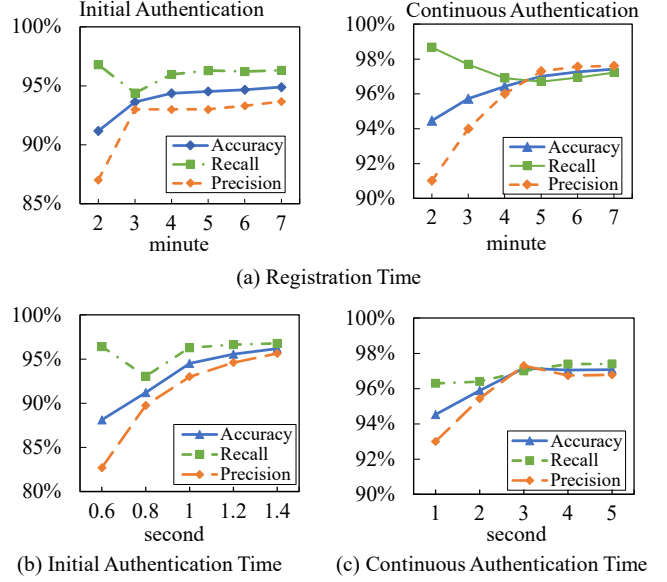 Initial Authentication
100%
95%
90%
85%
Accuracy
Recall
Precision
2 3 4 5 6 7
minute
Continuous Authentication
100%
98%
96%
94%
92%
90%
Accuracy
Recall
Precision
2 3 4 5 6 7
minute
(a) Registration Time
100%
95%
90%
85%
80%
Accuracy
Recall
Precision
0.6 0.8 1 1.2 1.4
second
(b) Initial Authentication Time
100%
98%
96%
94%
92%
90%
Accuracy
Recall
Precision
1 2 3 4 5
second
(c) Continuous Authentication Time